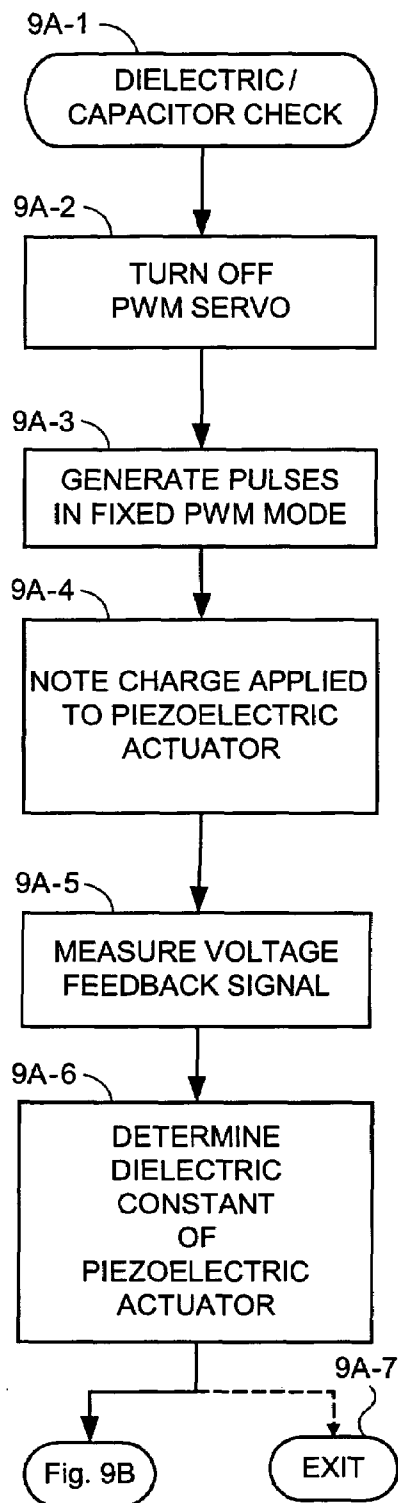 9A-1
DIELECTRIC/
CAPACITOR CHECK
9A-2
TURN OFF
PWM SERVO
9A-3
GENERATE PULSES
IN FIXED PWM MODE
9A-4
NOTE CHARGE APPLIED
TO PIEZOELECTRIC
ACTUATOR
9A-5
MEASURE VOLTAGE
FEEDBACK SIGNAL
9A-6
DETERMINE
DIELECTRIC
CONSTANT
OF
PIEZOELECTRIC
ACTUATOR
9A-7
Fig. 9B
EXIT